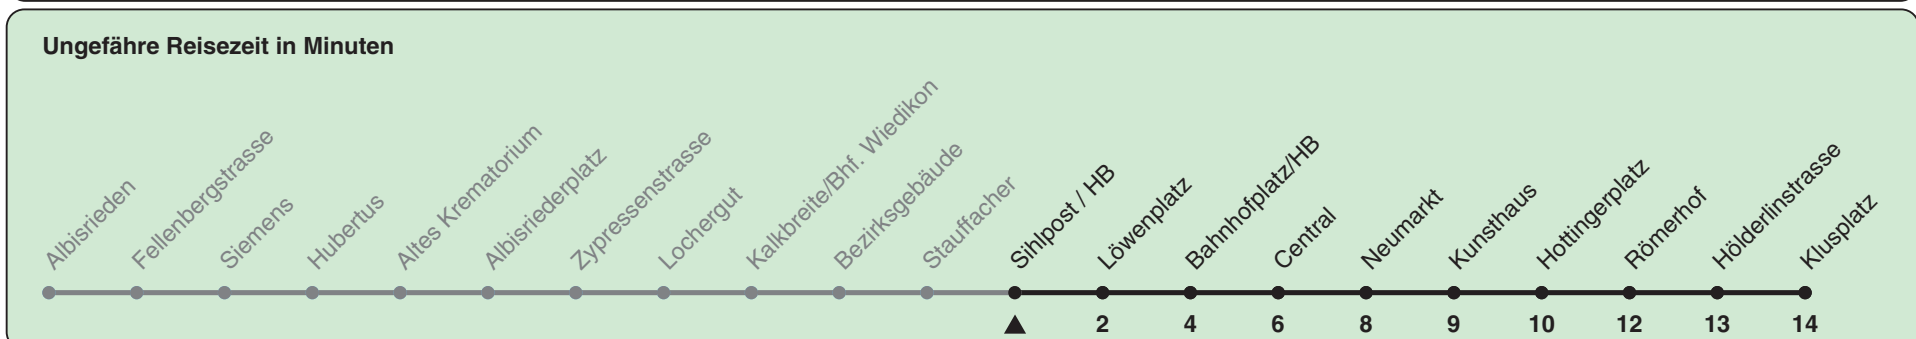 Ungefähre Reisezeit in Minuten
Albisrieden
Fellenbergstrasse
Siemens
Hubertus
Altes Krematorium
Albisriederplatz
Zypressenstrasse
Lochergut
Kalkbreite/Bhf. Wiedikon
Bezirksgebäude
Stauffacher
Sihlpost / HB
Löwenplatz
Bahnhofplatz/HB
Central
Neumarkt
Kunsthaus
Hottingerplatz
Römerhof
Hölderlinstrasse
Klusplatz
2 4 6 8 9 10 12 13 14